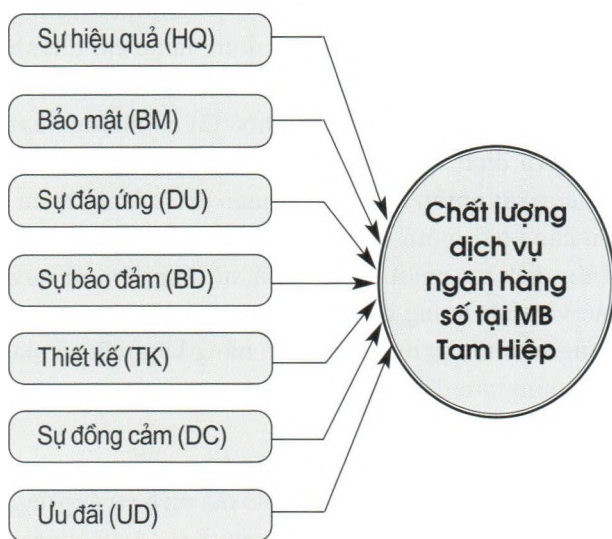 Sự hiệu quả (HQ)
Bảo mật (BM)
Sự đáp ứng (DU)
Sự bảo đảm (BD)
Thiết kế (TK)
Sự đồng cảm (DC)
Ưu đãi (UD)
Chất lượng
dịch vụ
ngân hàng
số tại MB
Tam Hiệp